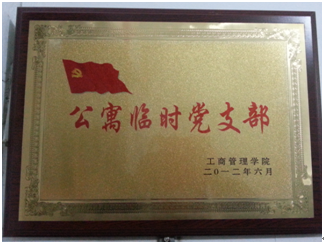 公寓临时党支部
工商管理学院
二〇一二年六月